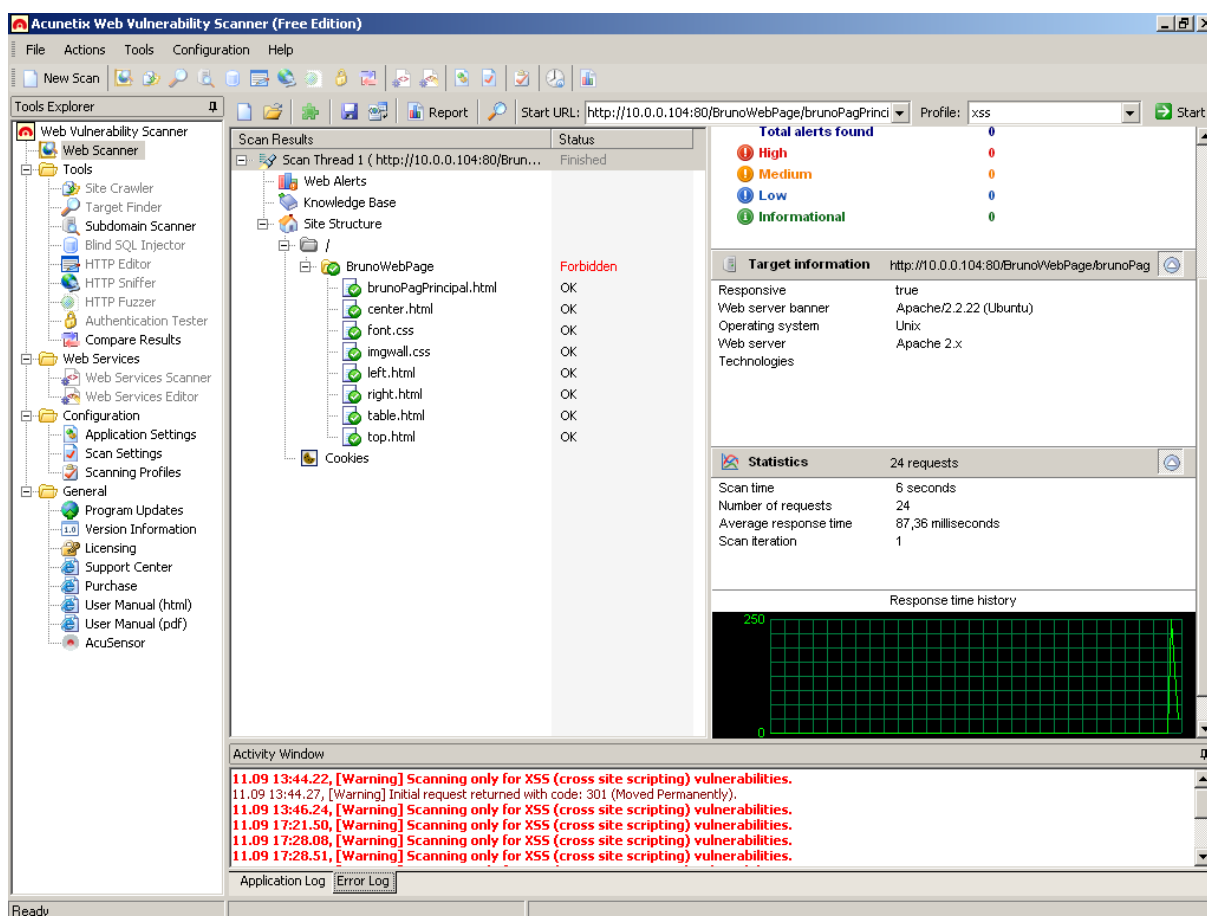 Acunetix Web Vulnerability Scanner (Free Edition)
File Actions Tools Configuration Help
New Scan
Tools Explorer
Report Start URL: http://10.0.0.104:80/BrunoWebPage/brunoPagPrinci Profile: xss Start
Web Vulnerability Scanner
Web Scanner
Tools
Site Crawler
Target Finder
Subdomain Scanner
Blind SQL Injector
HTTP Editor
HTTP Sniffer
HTTP Fuzzer
Authentication Tester
Compare Results
Web Services
Web Services Scanner
Web Services Editor
Configuration
Application Settings
Scan Settings
Scanning Profiles
General
Program Updates
1.0 Version Information
Licensing
Support Center
Purchase
User Manual (html)
User Manual (pdf)
AcuSensor
Scan Results Status
Scan Thread 1 ( http://10.0.0.104:80/Brun... Finished
Web Alerts
Knowledge Base
Site Structure
/
BrunoWebPage Forbidden
brunoPagPrincipal.html OK
center.html OK
font.css OK
imgwall.css OK
left.html OK
right.html OK
table.html OK
top.html OK
Cookies
Total alerts found 0
High 0
Medium 0
Low 0
Informational 0
Target information http://10.0.0.104:80/BrunoWebPage/brunoPag
Responsive true
Web server banner Apache/2.2.22 (Ubuntu)
Operating system Unix
Web server Apache 2.x
Technologies
Statistics 24 requests
Scan time 6 seconds
Number of requests 24
Average response time 87,36 milliseconds
Scan iteration 1
Response time history
250
0
Activity Window
11.09 13:44.22, [Warning] Scanning only for XSS (cross site scripting) vulnerabilities.
11.09 13:44.27, [Warning] Initial request returned with code: 301 (Moved Permanently).
11.09 13:46.24, [Warning] Scanning only for XSS (cross site scripting) vulnerabilities.
11.09 17:21.50, [Warning] Scanning only for XSS (cross site scripting) vulnerabilities.
11.09 17:28.08, [Warning] Scanning only for XSS (cross site scripting) vulnerabilities.
11.09 17:28.51, [Warning] Scanning only for XSS (cross site scripting) vulnerabilities.
Application Log Error Log
Ready